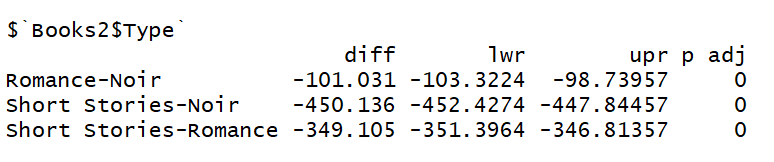 $`Books2$Type`
diff lwr upr p adj
Romance-Noir -101.031 -103.3224 -98.73957 0
Short Stories-Noir -450.136 -452.4274 -447.84457 0
Short Stories-Romance -349.105 -351.3964 -346.81357 0